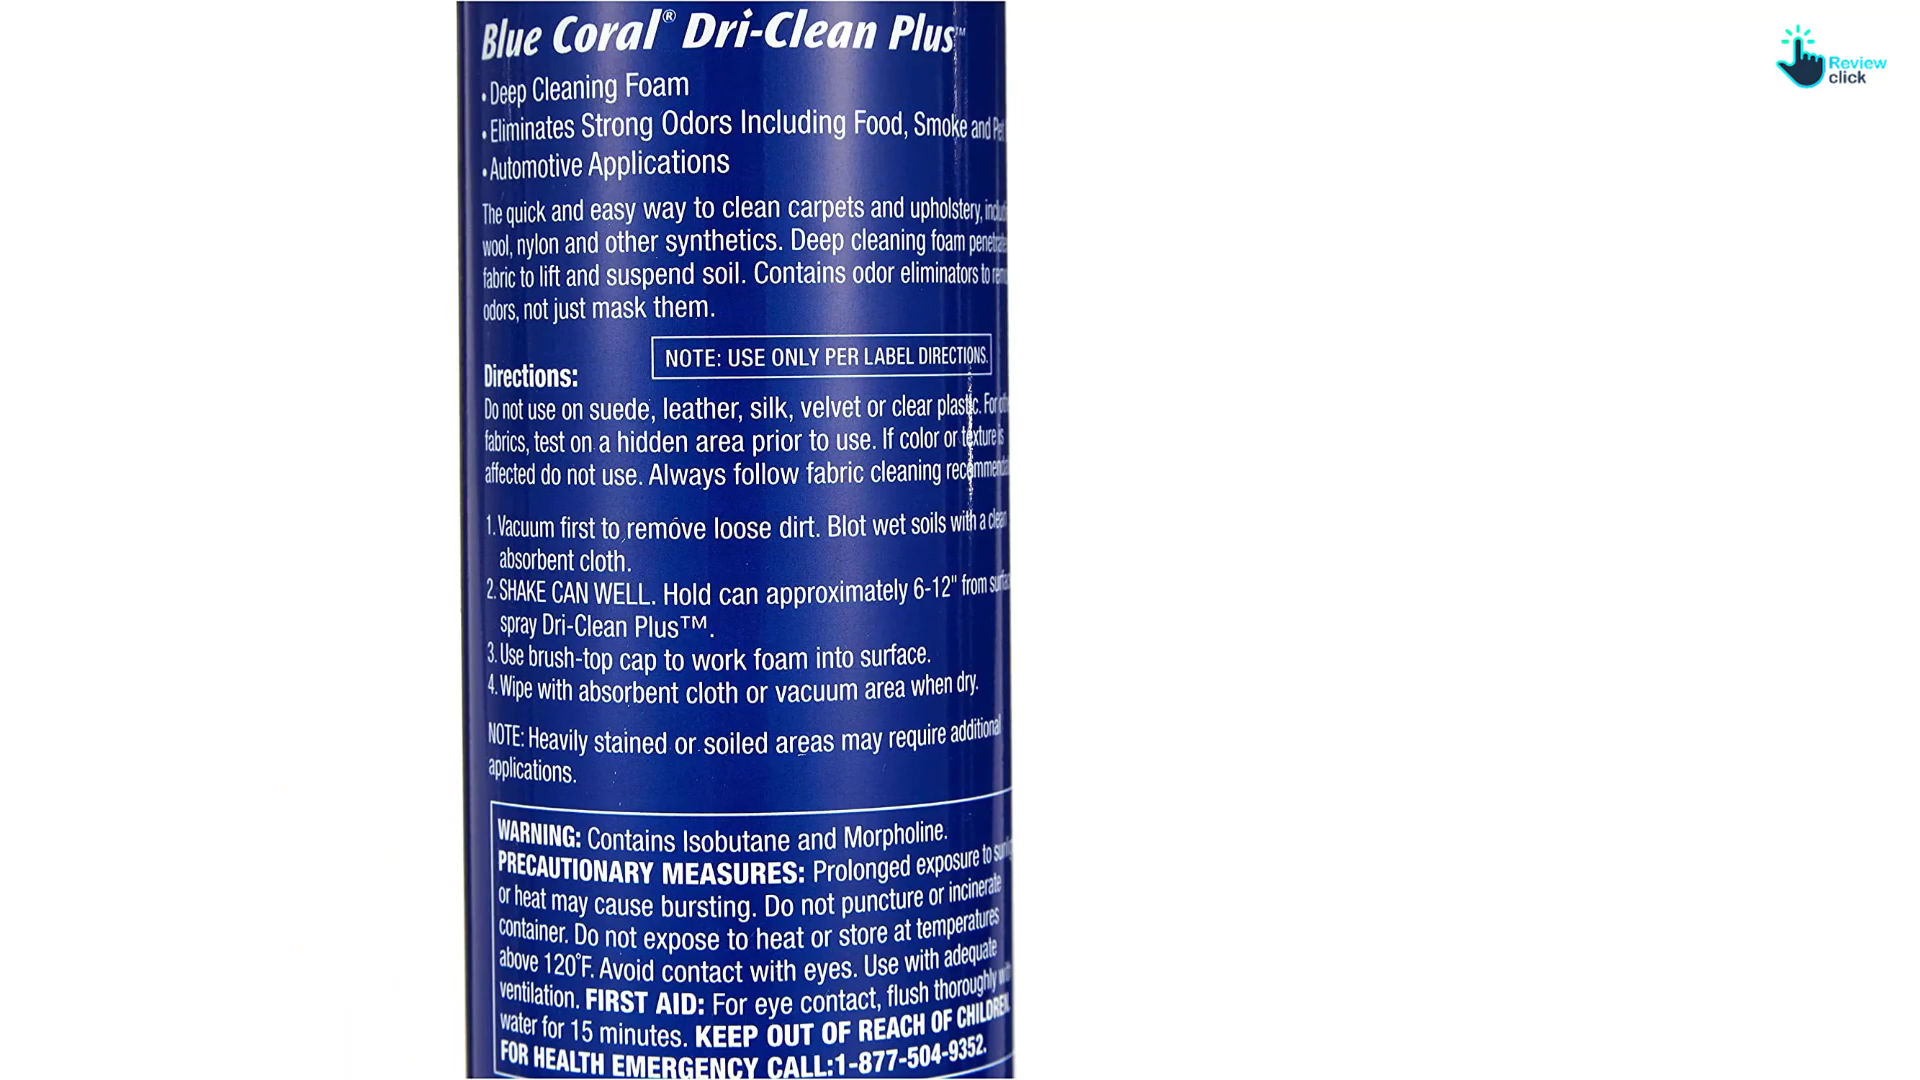 Blue Coral® Dri-Clean Plus™
• Deep Cleaning Foam
• Eliminates Strong Odors Including Food, Smoke and Pet
• Automotive Applications
The quick and easy way to clean carpets and upholstery,
wool, nylon and other synthetics. Deep cleaning foam
fabric to lift and suspend soil. Contains odor eliminators to
odors, not just mask them.
NOTE: USE ONLY PER LABEL DIRECTIONS.
Directions:
Do not use on suede, leather, silk, velvet or clear plastic. For
fabrics, test on a hidden area prior to use. If color or texture is
affected do not use. Always follow fabric cleaning
1. Vacuum first to remove loose dirt. Blot wet soils with a clean
absorbent cloth.
2. SHAKE CAN WELL. Hold can approximately 6-12" from
spray Dri-Clean Plus™.
3. Use brush-top cap to work foam into surface.
4. Wipe with absorbent cloth or vacuum area when dry.
NOTE: Heavily stained or soiled areas may require additional
applications.
WARNING: Contains Isobutane and Morpholine.
PRECAUTIONARY MEASURES: Prolonged exposure to
or heat may cause bursting. Do not puncture or incinerate
container. Do not expose to heat or store at temperatures
above 120°F. Avoid contact with eyes. Use with adequate
ventilation. FIRST AID: For eye contact, flush thoroughly
water for 15 minutes. KEEP OUT OF REACH OF CHILDREN.
FOR HEALTH EMERGENCY CALL:1-877-504-9352.
Review
click